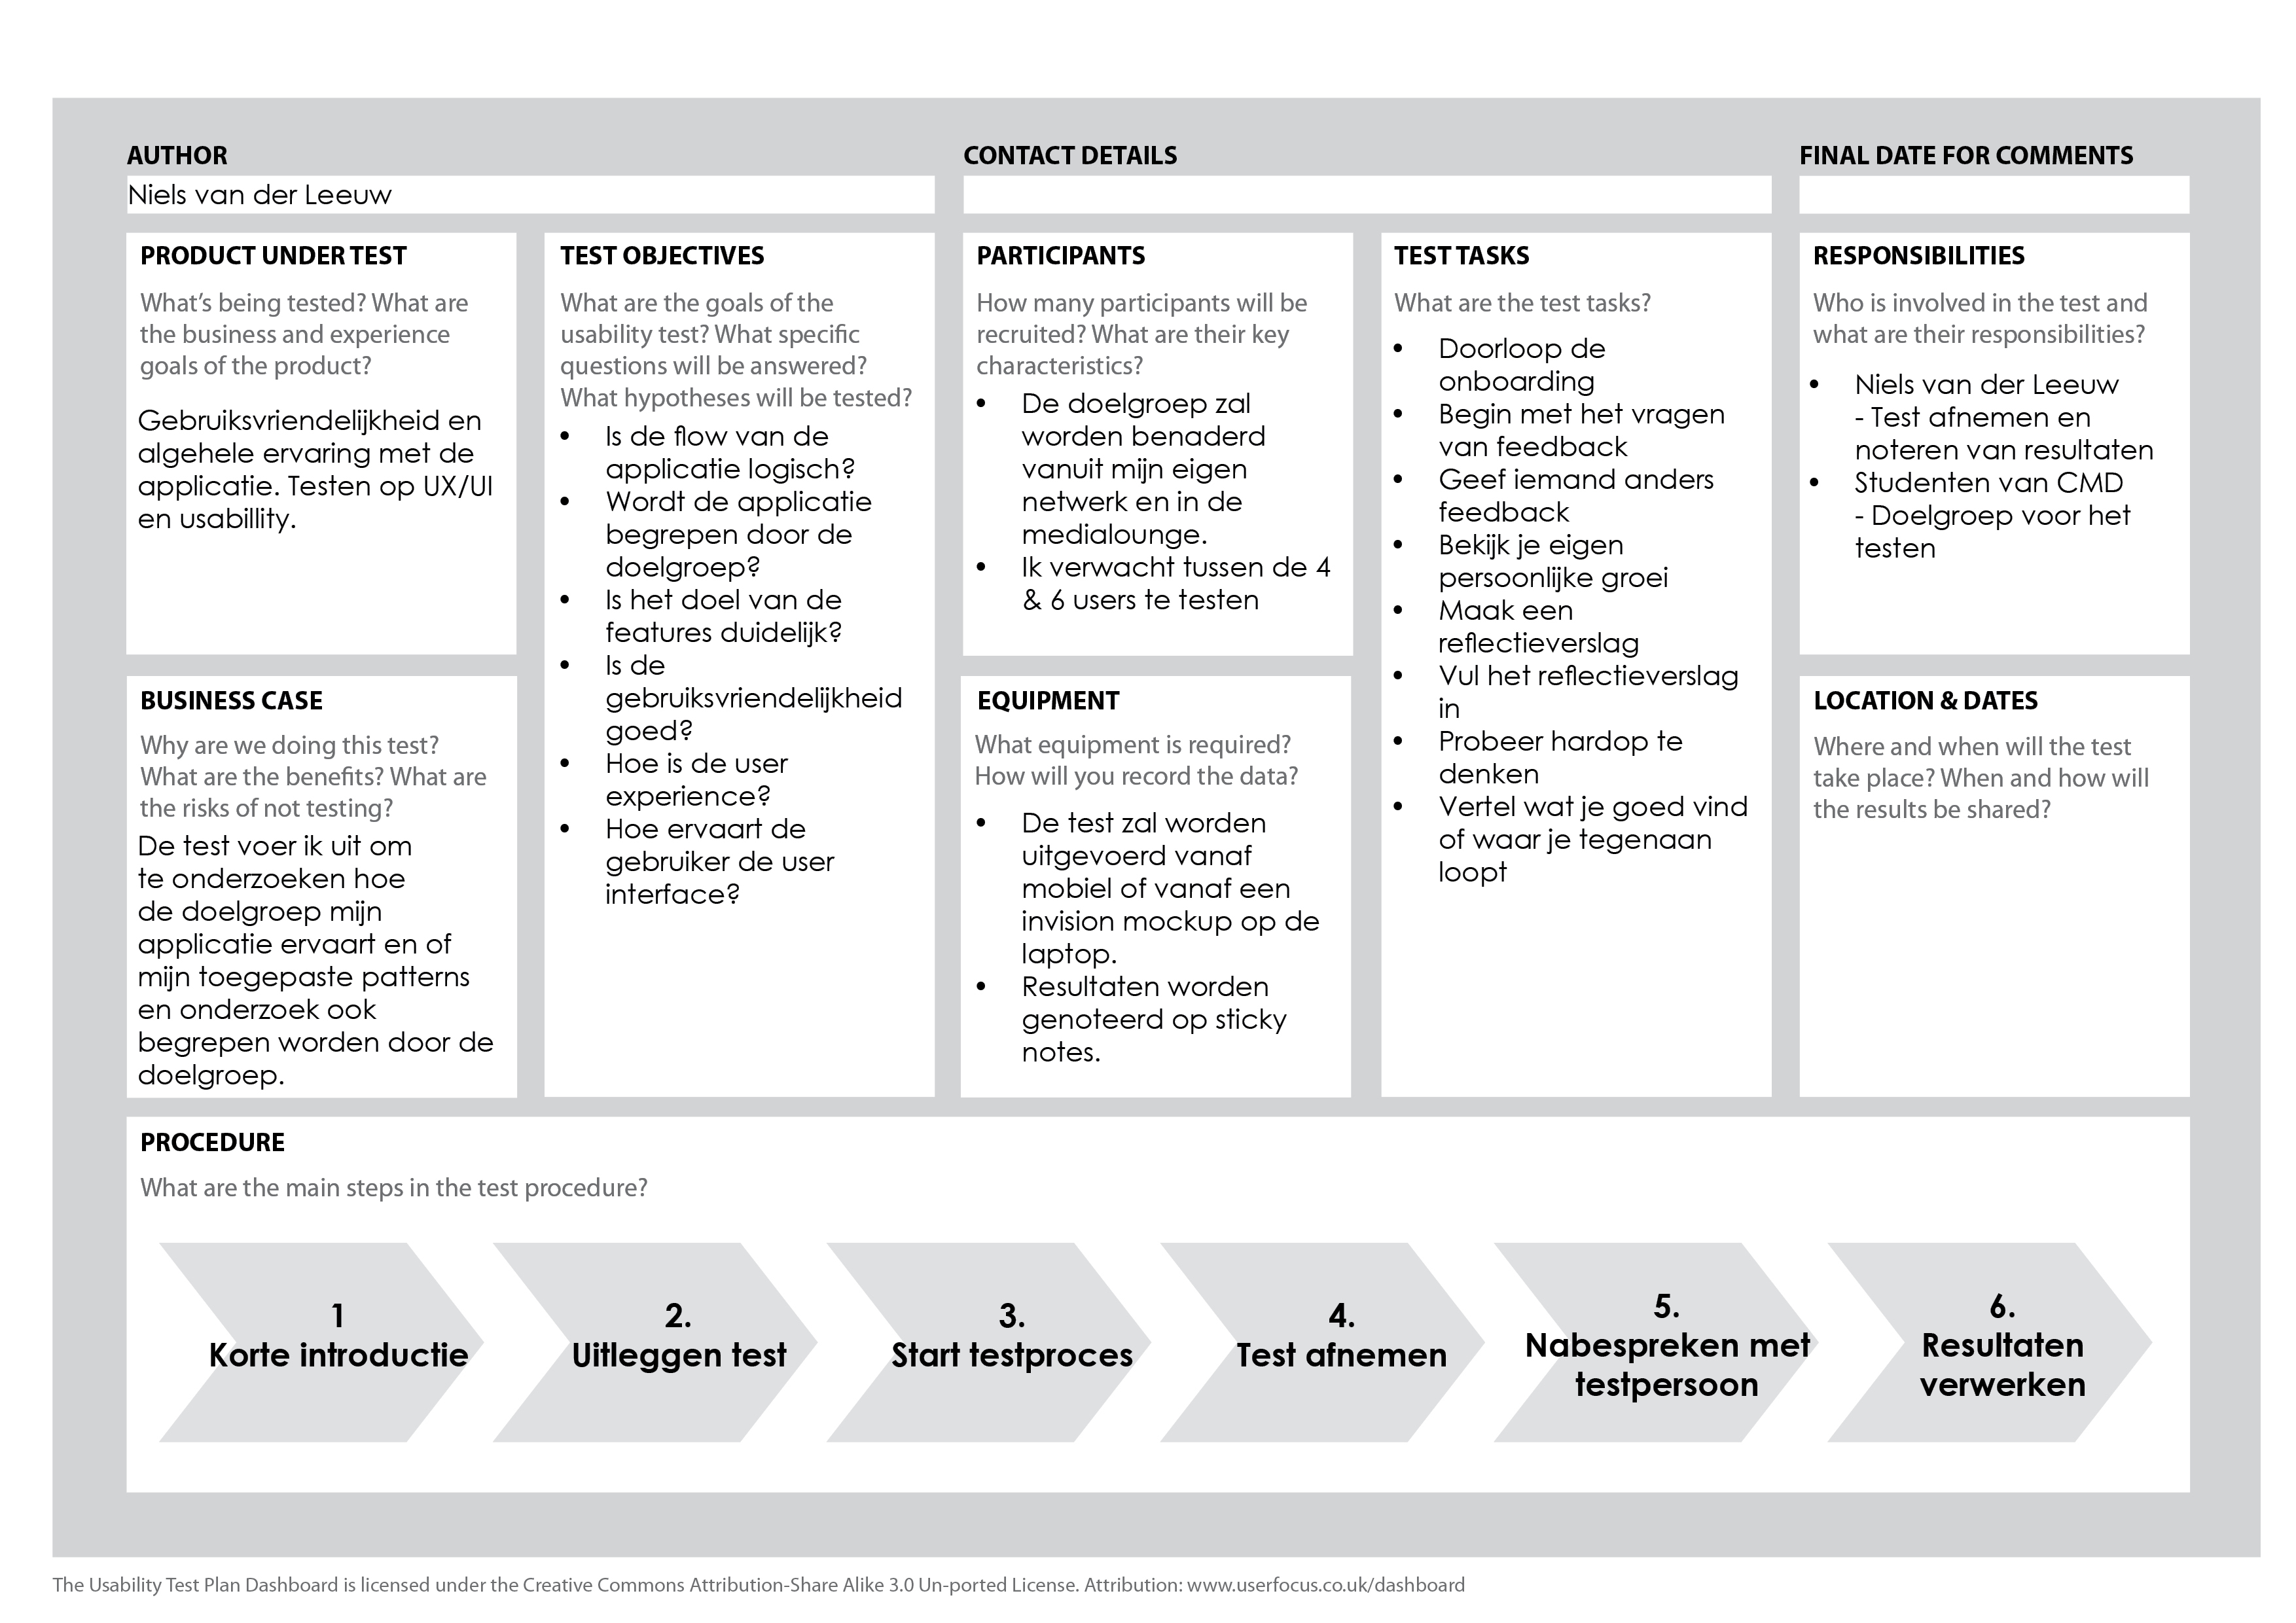 AUTHOR
Niels van der Leeuw
CONTACT DETAILS
FINAL DATE FOR COMMENTS
PRODUCT UNDER TEST
What's being tested? What are
the business and experience
goals of the product?
Gebruiksvriendelijkheid en
algehele ervaring met de
applicatie. Testen op UX/UI
en usabillity.
BUSINESS CASE
Why are we doing this test?
What are the benefits? What are
the risks of not testing?
De test voer ik uit om
te onderzoeken hoe
de doelgroep mijn
applicatie ervaart en of
mijn toegepaste patterns
en onderzoek ook
begrepen worden door de
doelgroep.
TEST OBJECTIVES
What are the goals of the
usability test? What specific
questions will be answered?
What hypotheses will be tested?
• Is de flow van de
applicatie logisch?
• Wordt de applicatie
begrepen door de
doelgroep?
• Is het doel van de
features duidelijk?
• Is de
gebruiksvriendelijkheid
goed?
• Hoe is de user
experience?
• Hoe ervaart de
gebruiker de user
interface?
PARTICIPANTS
How many participants will be
recruited? What are their key
characteristics?
• De doelgroep zal
worden benaderd
vanuit mijn eigen
netwerk en in de
medialounge.
• Ik verwacht tussen de 4
& 6 users te testen
EQUIPMENT
What equipment is required?
How will you record the data?
• De test zal worden
uitgevoerd vanaf
mobiel of vanaf een
invision mockup op de
laptop.
• Resultaten worden
genoteerd op sticky
notes.
TEST TASKS
What are the test tasks?
• Doorloop de
onboarding
• Begin met het vragen
van feedback
• Geef iemand anders
feedback
• Bekijk je eigen
persoonlijke groei
• Maak een
reflectieverslag
• Vul het reflectieverslag
in
• Probeer hardop te
denken
• Vertel wat je goed vind
of waar je tegenaan
loopt
RESPONSIBILITIES
Who is involved in the test and
what are their responsibilities?
• Niels van der Leeuw
- Test afnemen en
noteren van resultaten
• Studenten van CMD
- Doelgroep voor het
testen
LOCATION & DATES
Where and when will the test
take place? When and how will
the results be shared?
PROCEDURE
What are the main steps in the test procedure?
1
Korte introductie
2.
Uitleggen test
3.
Start testproces
4.
Test afnemen
5.
Nabespreken met
testpersoon
6.
Resultaten
verwerken
The Usability Test Plan Dashboard is licensed under the Creative Commons Attribution-Share Alike 3.0 Un-ported License. Attribution: www.userfocus.co.uk/dashboard